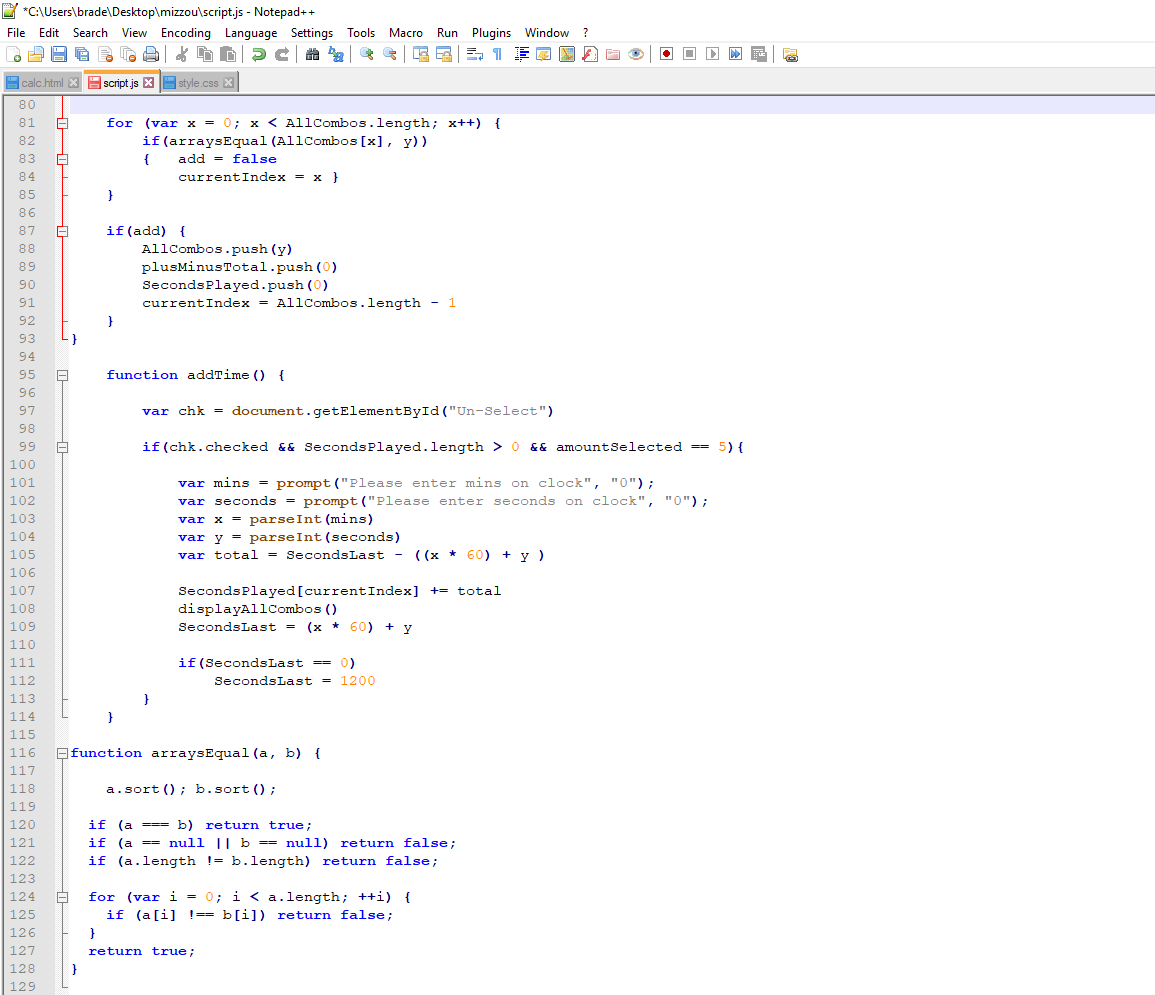 *C:\Users\brade\Desktop\mizzou\script.js - Notepad++
File Edit Search View Encoding Language Settings Tools Macro Run Plugins Window ?
calc.html script.js style.css
80
81 for (var x = 0; x < AllCombos.length; x++) {
82 if(arraysEqual(AllCombos[x], y))
83 { add = false
84 currentIndex = x }
85 }
86
87 if(add) {
88 AllCombos.push(y)
89 plusMinusTotal.push(0)
90 SecondsPlayed.push(0)
91 currentIndex = AllCombos.length - 1
92 }
93 }
94
95 function addTime() {
96
97 var chk = document.getElementById("Un-Select")
98
99 if(chk.checked && SecondsPlayed.length > 0 && amountSelected == 5){
100
101 var mins = prompt("Please enter mins on clock", "0");
102 var seconds = prompt("Please enter seconds on clock", "0");
103 var x = parseInt(mins)
104 var y = parseInt(seconds)
105 var total = SecondsLast - ((x * 60) + y )
106
107 SecondsPlayed[currentIndex] += total
108 displayAllCombos()
109 SecondsLast = (x * 60) + y
110
111 if(SecondsLast == 0)
112 SecondsLast = 1200
113 }
114 }
115
116 function arraysEqual(a, b) {
117
118 a.sort(); b.sort();
119
120 if (a === b) return true;
121 if (a == null || b == null) return false;
122 if (a.length != b.length) return false;
123
124 for (var i = 0; i < a.length; ++i) {
125 if (a[i] !== b[i]) return false;
126 }
127 return true;
128 }
129